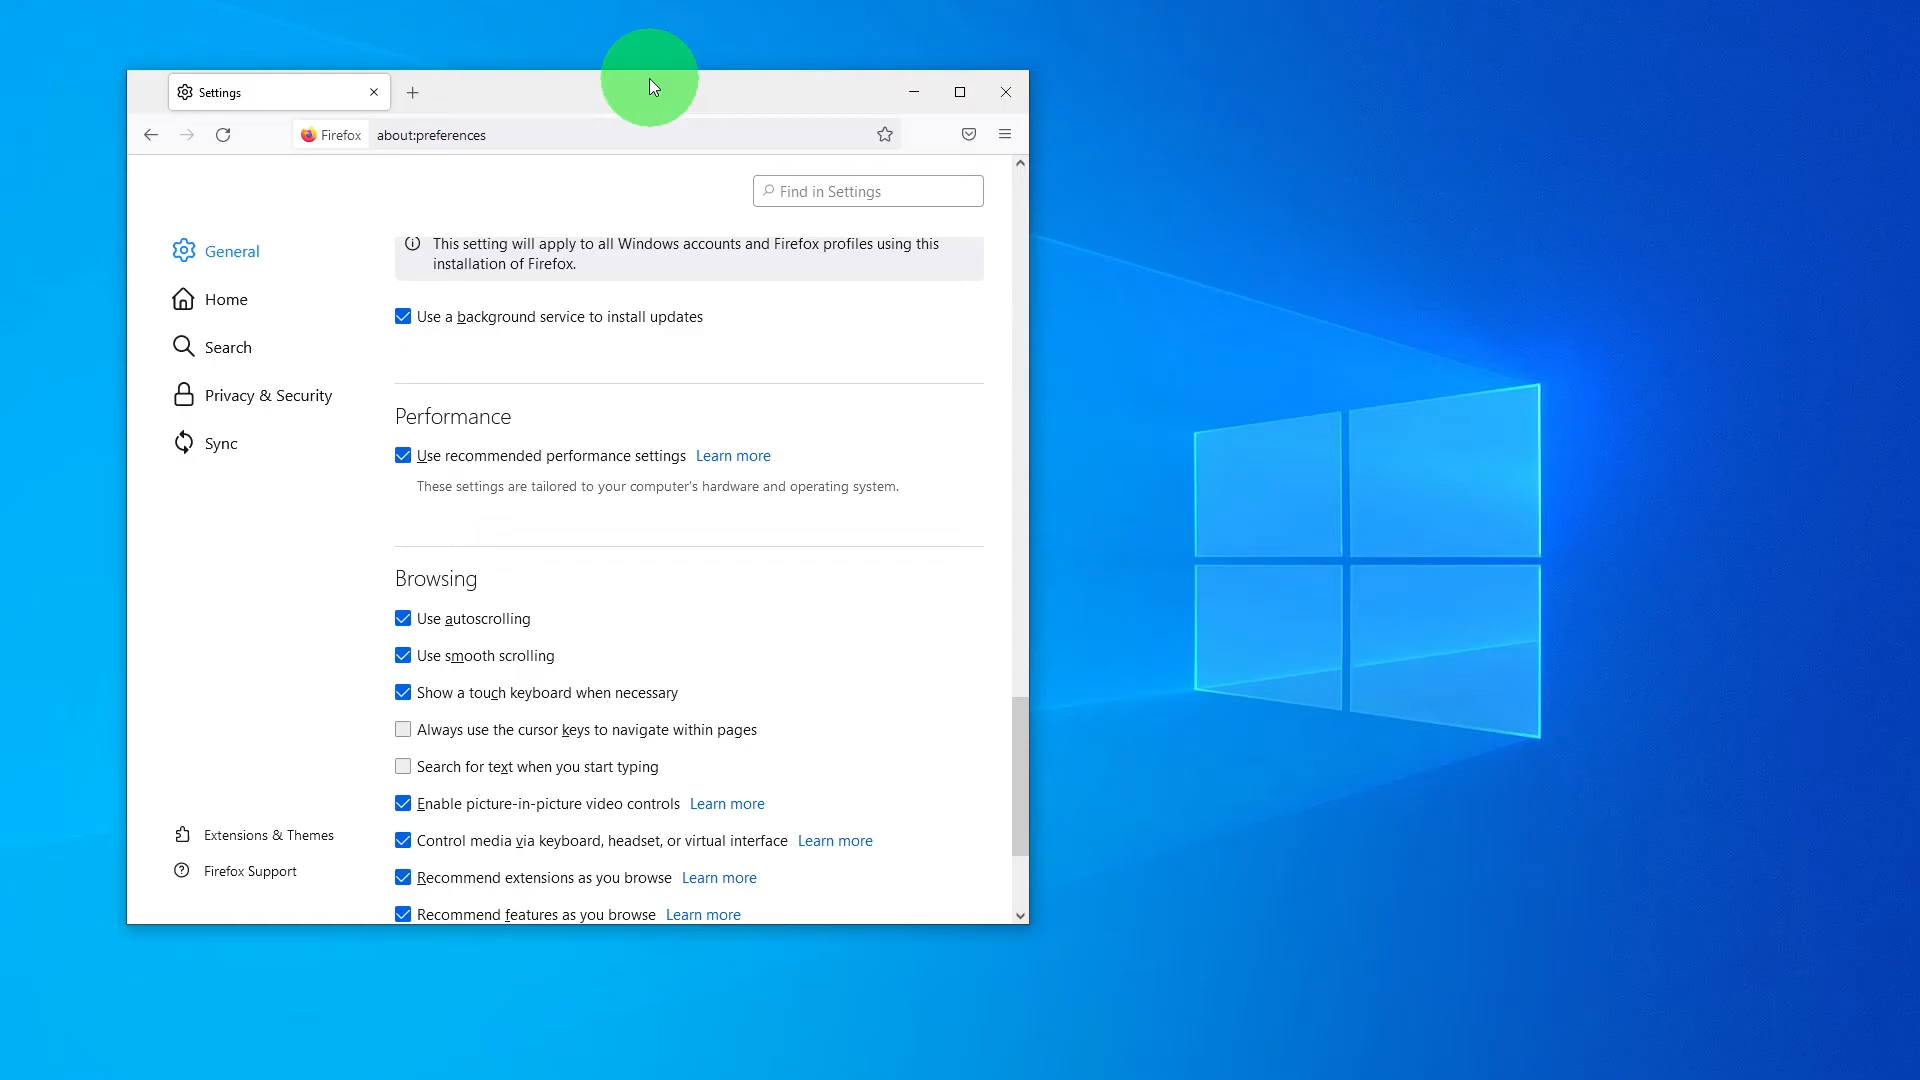 Settings
Firefox about:preferences
Find in Settings
General
Home
Search
Privacy & Security
Sync
Extensions & Themes
Firefox Support
This setting will apply to all Windows accounts and Firefox profiles using this
installation of Firefox.
Use a background service to install updates
Performance
Use recommended performance settings Learn more
These settings are tailored to your computer's hardware and operating system.
Browsing
Use autoscrolling
Use smooth scrolling
Show a touch keyboard when necessary
Always use the cursor keys to navigate within pages
Search for text when you start typing
Enable picture-in-picture video controls Learn more
Control media via keyboard, headset, or virtual interface Learn more
Recommend extensions as you browse Learn more
Recommend features as you browse Learn more